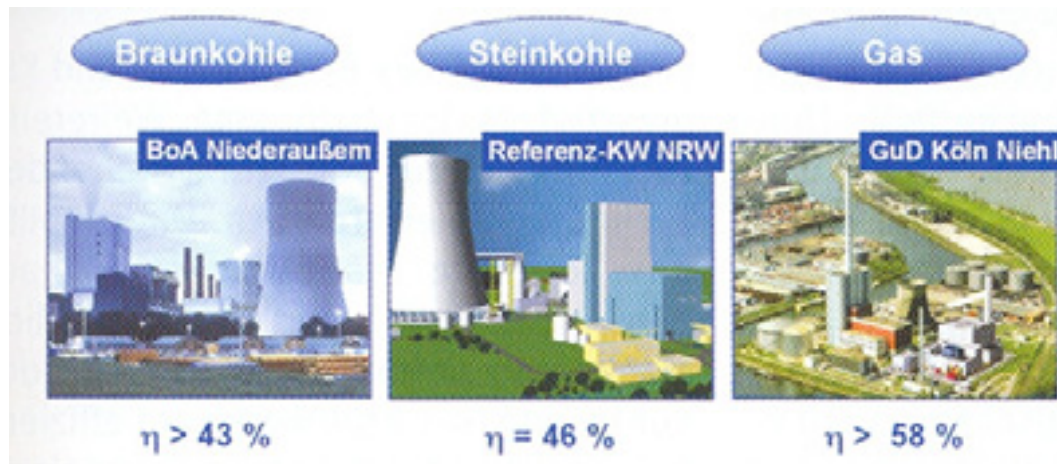 Braunkohle
Steinkohle
Gas
BoA Niederaußem
Referenz-KW NRW
GuD Köln Niehl
η > 43 %
η = 46 %
η > 58 %